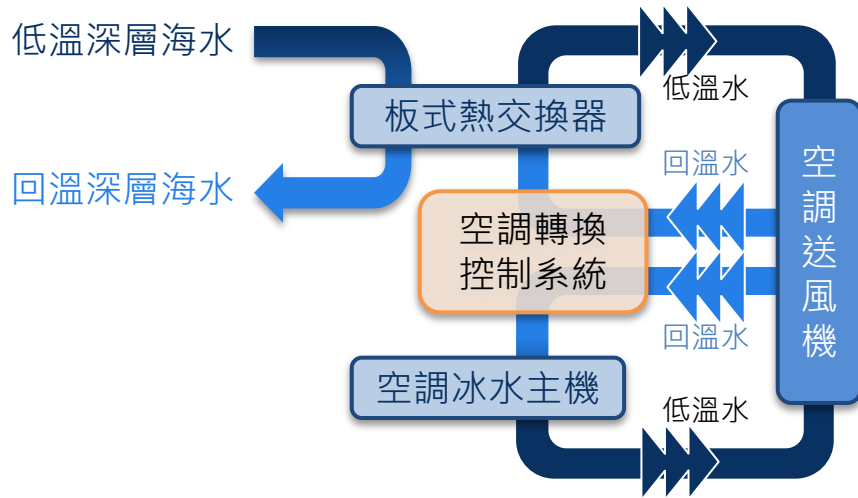 低溫深層海水
低溫水
板式熱交換器
回溫水
回溫深層海水
空調轉換
控制系統
空調送風機
回溫水
空調冰水主機
低溫水